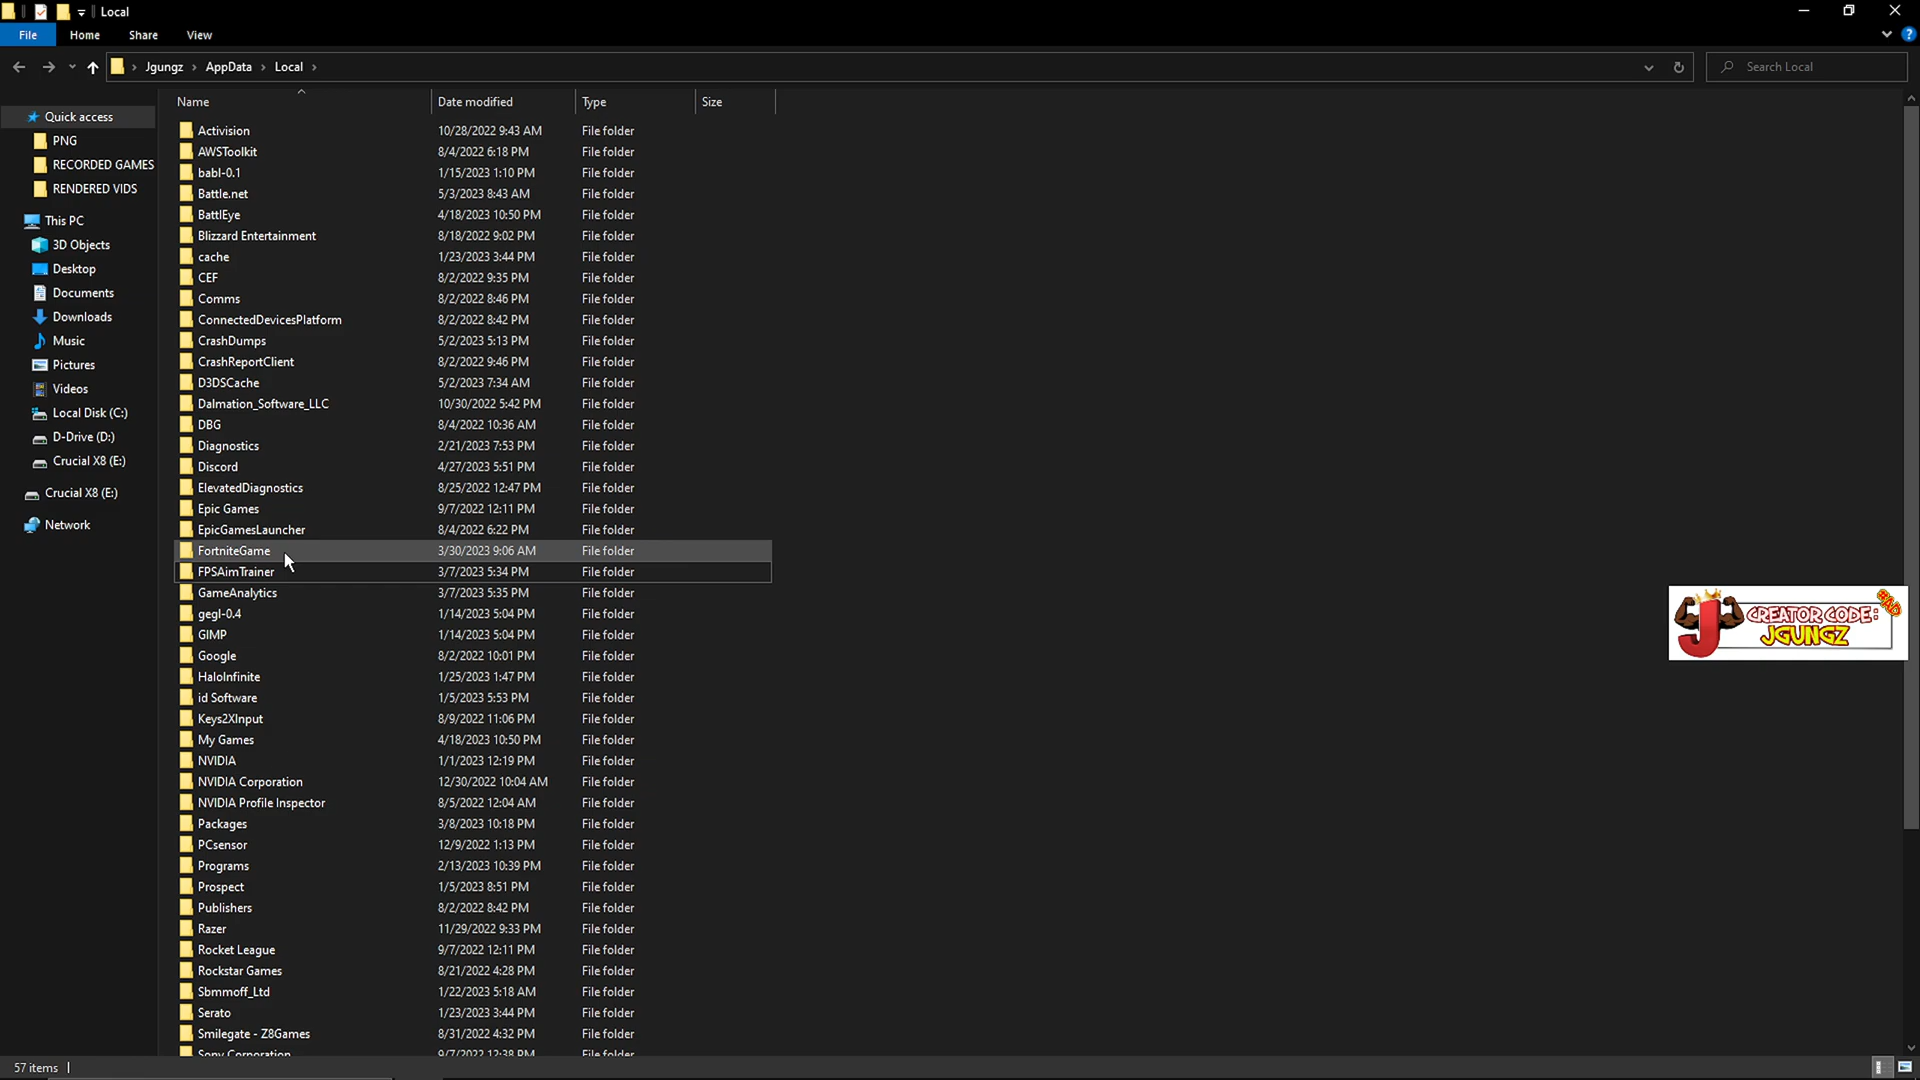 Local
File Home Share View
Jgungz AppData Local Search Local
Name Date modified Type Size
Quick access
PNG
RECORDED GAMES
RENDERED VIDS
This PC
3D Objects
Desktop
Documents
Downloads
Music
Pictures
Videos
Local Disk (C:)
D-Drive (D:)
Crucial X8 (E:)
Crucial X8 (E:)
Network
Activision 10/28/2022 9:43 AM File folder
AWSToolkit 8/4/2022 6:18 PM File folder
babl-0.1 1/15/2023 1:10 PM File folder
Battle.net 5/3/2023 8:43 AM File folder
BattlEye 4/18/2023 10:50 PM File folder
Blizzard Entertainment 8/18/2022 9:02 PM File folder
cache 1/23/2023 3:44 PM File folder
CEF 8/2/2022 9:35 PM File folder
Comms 8/2/2022 8:46 PM File folder
ConnectedDevicesPlatform 8/2/2022 8:42 PM File folder
CrashDumps 5/2/2023 5:13 PM File folder
CrashReportClient 8/2/2022 9:46 PM File folder
D3DSCache 5/2/2023 7:34 AM File folder
Dalmation_Software_LLC 10/30/2022 5:42 PM File folder
DBG 8/4/2022 10:36 AM File folder
Diagnostics 2/21/2023 7:53 PM File folder
Discord 4/27/2023 5:51 PM File folder
ElevatedDiagnostics 8/25/2022 12:47 PM File folder
Epic Games 9/7/2022 12:11 PM File folder
EpicGamesLauncher 8/4/2022 6:22 PM File folder
FortniteGame 3/30/2023 9:06 AM File folder
FPSAimTrainer 3/7/2023 5:34 PM File folder
GameAnalytics 3/7/2023 5:35 PM File folder
gegl-0.4 1/14/2023 5:04 PM File folder
GIMP 1/14/2023 5:04 PM File folder
Google 8/2/2022 10:01 PM File folder
HaloInfinite 1/25/2023 1:47 PM File folder
id Software 1/5/2023 5:53 PM File folder
Keys2XInput 8/9/2022 11:06 PM File folder
My Games 4/18/2023 10:50 PM File folder
NVIDIA 1/1/2023 12:19 PM File folder
NVIDIA Corporation 12/30/2022 10:04 AM File folder
NVIDIA Profile Inspector 8/5/2022 12:04 AM File folder
Packages 3/8/2023 10:18 PM File folder
PCsensor 12/9/2022 1:13 PM File folder
Programs 2/13/2023 10:39 PM File folder
Prospect 1/5/2023 8:51 PM File folder
Publishers 8/2/2022 8:42 PM File folder
Razer 11/29/2022 9:33 PM File folder
Rocket League 9/7/2022 12:11 PM File folder
Rockstar Games 8/21/2022 4:28 PM File folder
Sbmmoff_Ltd 1/22/2023 5:18 AM File folder
Serato 1/23/2023 3:44 PM File folder
Smilegate - Z8Games 8/31/2022 4:32 PM File folder
Sony Corporation 9/7/2022 12:38 PM File folder
#AD
J CREATOR CODE:
JGUNGZ
57 items